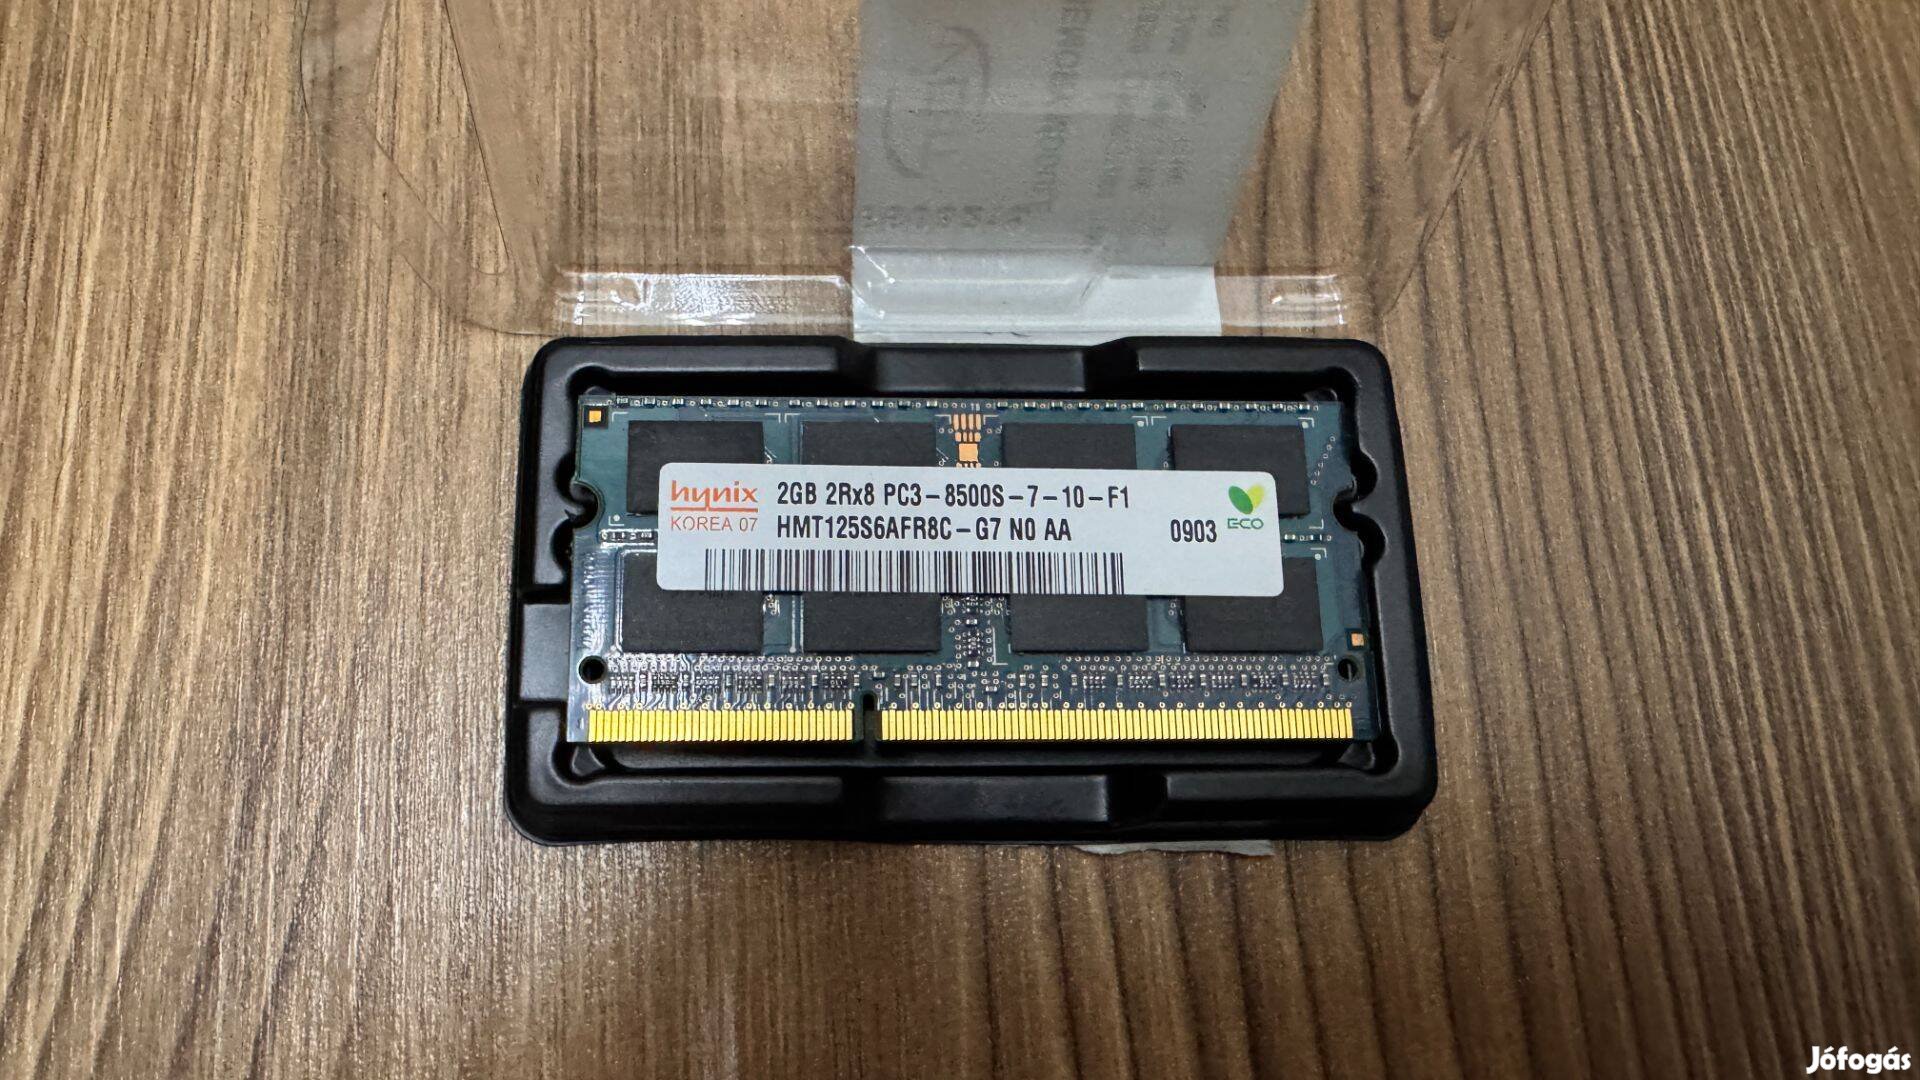 hynix
KOREA 07
2GB 2Rx8 PC3-8500S-7-10-F1
HMT125S6AFR8C-G7 N0 AA
0903
ECO
Jófogás